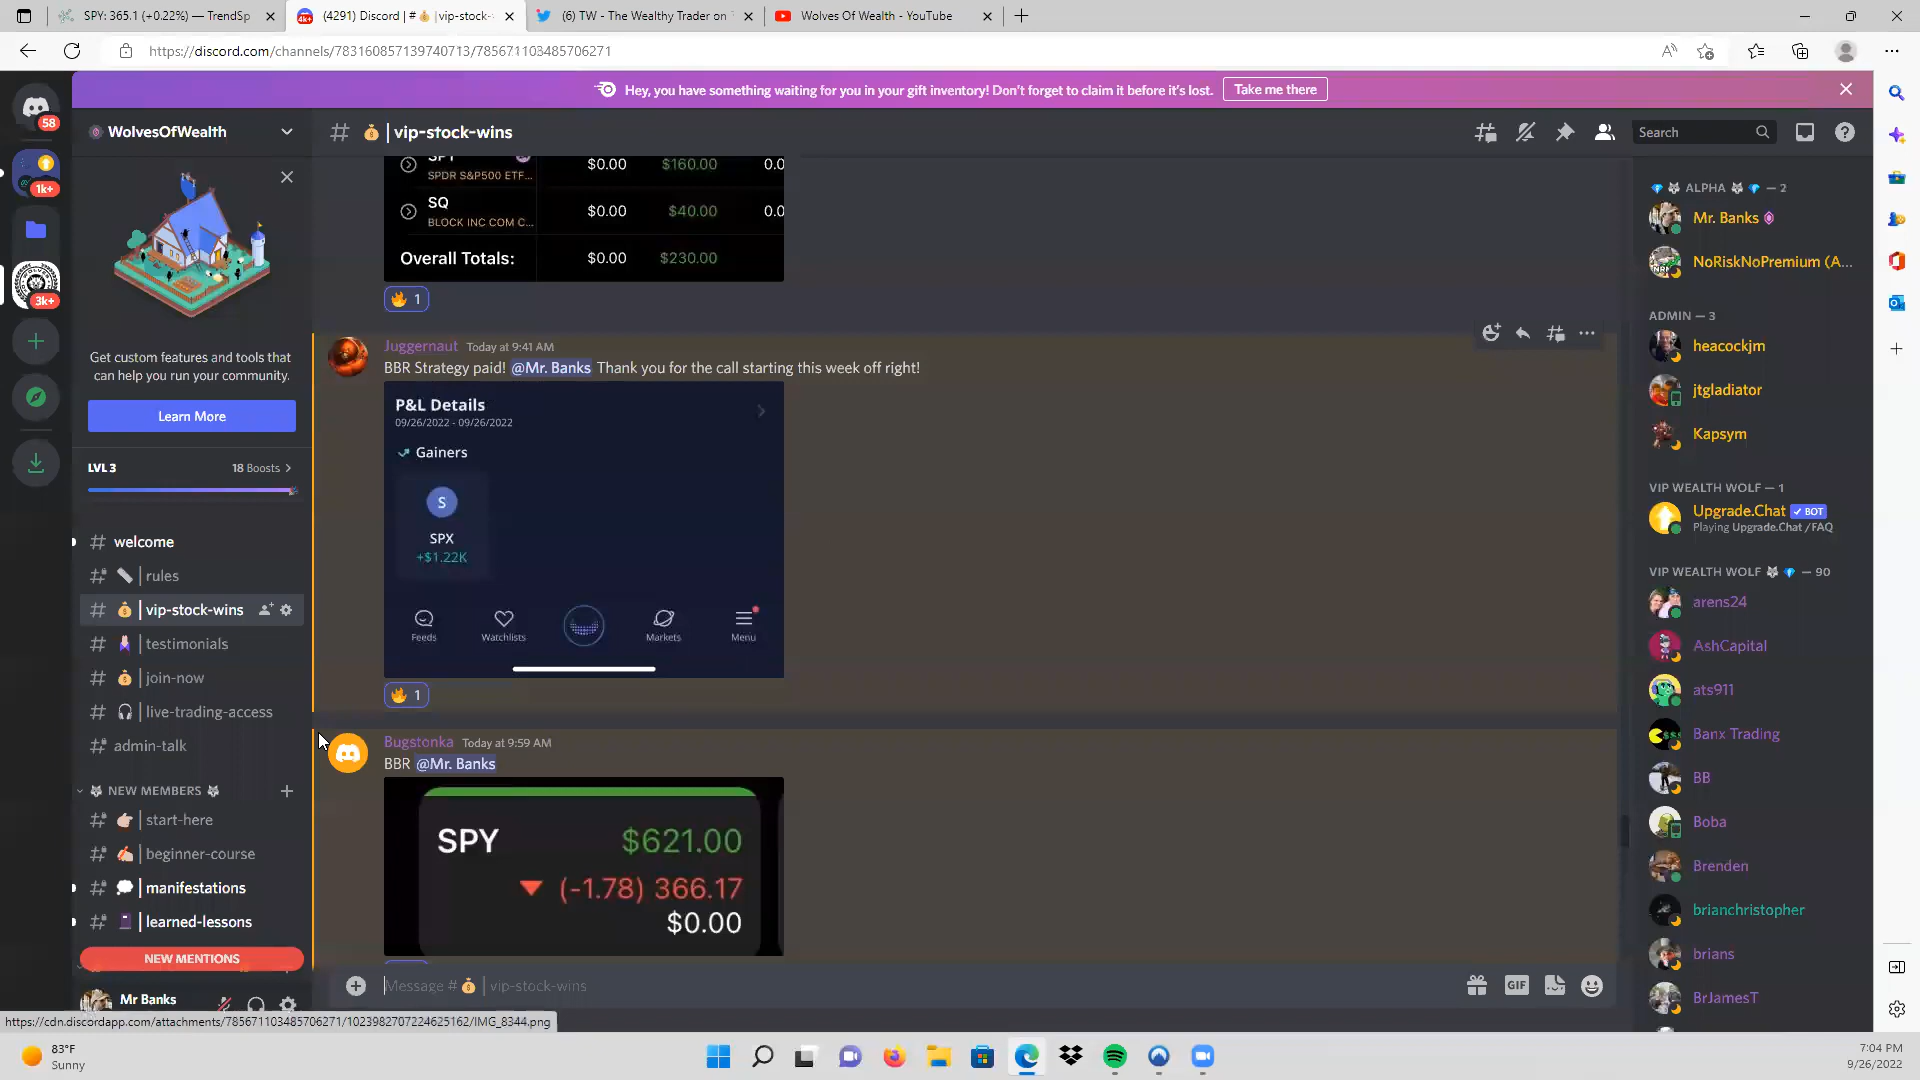 SPY: 365.1 (+0.22%) — TrendSp
(4291) Discord | # 💰 | vip-stock-
(6) TW - The Wealthy Trader on
Wolves Of Wealth - YouTube
https://discord.com/channels/783160857139740713/785671103485706271
Hey, you have something waiting for you in your gift inventory! Don't forget to claim it before it's lost.
Take me there
58
1k+
3k+
WolvesOfWealth
Get custom features and tools that
can help you run your community.
Learn More
LVL 3
18 Boosts
welcome
rules
vip-stock-wins
testimonials
join-now
live-trading-access
admin-talk
NEW MEMBERS
start-here
beginner-course
manifestations
learned-lessons
NEW MENTIONS
Mr Banks
# 💰 | vip-stock-wins
Search
$0.00 $160.00 0.0
SPDR S&P500 ETF...
SQ $0.00 $40.00 0.0
BLOCK INC COM C...
Overall Totals: $0.00 $230.00
🔥 1
Juggernaut Today at 9:41 AM
BBR Strategy paid! @Mr. Banks Thank you for the call starting this week off right!
P&L Details
09/26/2022 - 09/26/2022
Gainers
S
SPX
+$1.22K
Feeds Watchlists Markets Menu
🔥 1
Bugstonka Today at 9:59 AM
BBR @Mr. Banks
SPY $621.00
▼ (-1.78) 366.17
$0.00
Message # 💰 | vip-stock-wins
GIF
ALPHA — 2
Mr. Banks
NoRiskNoPremium (A...
ADMIN — 3
heacockjm
jtgladiator
Kapsym
VIP WEALTH WOLF — 1
Upgrade.Chat ✓ BOT
Playing Upgrade.Chat /FAQ
VIP WEALTH WOLF — 90
arens24
AshCapital
ats911
Banx Trading
BB
Boba
Brenden
brianchristopher
brians
BrJamesT
https://cdn.discordapp.com/attachments/785671103485706271/1023982707224625162/IMG_8344.png
83°F
Sunny
7:04 PM
9/26/2022